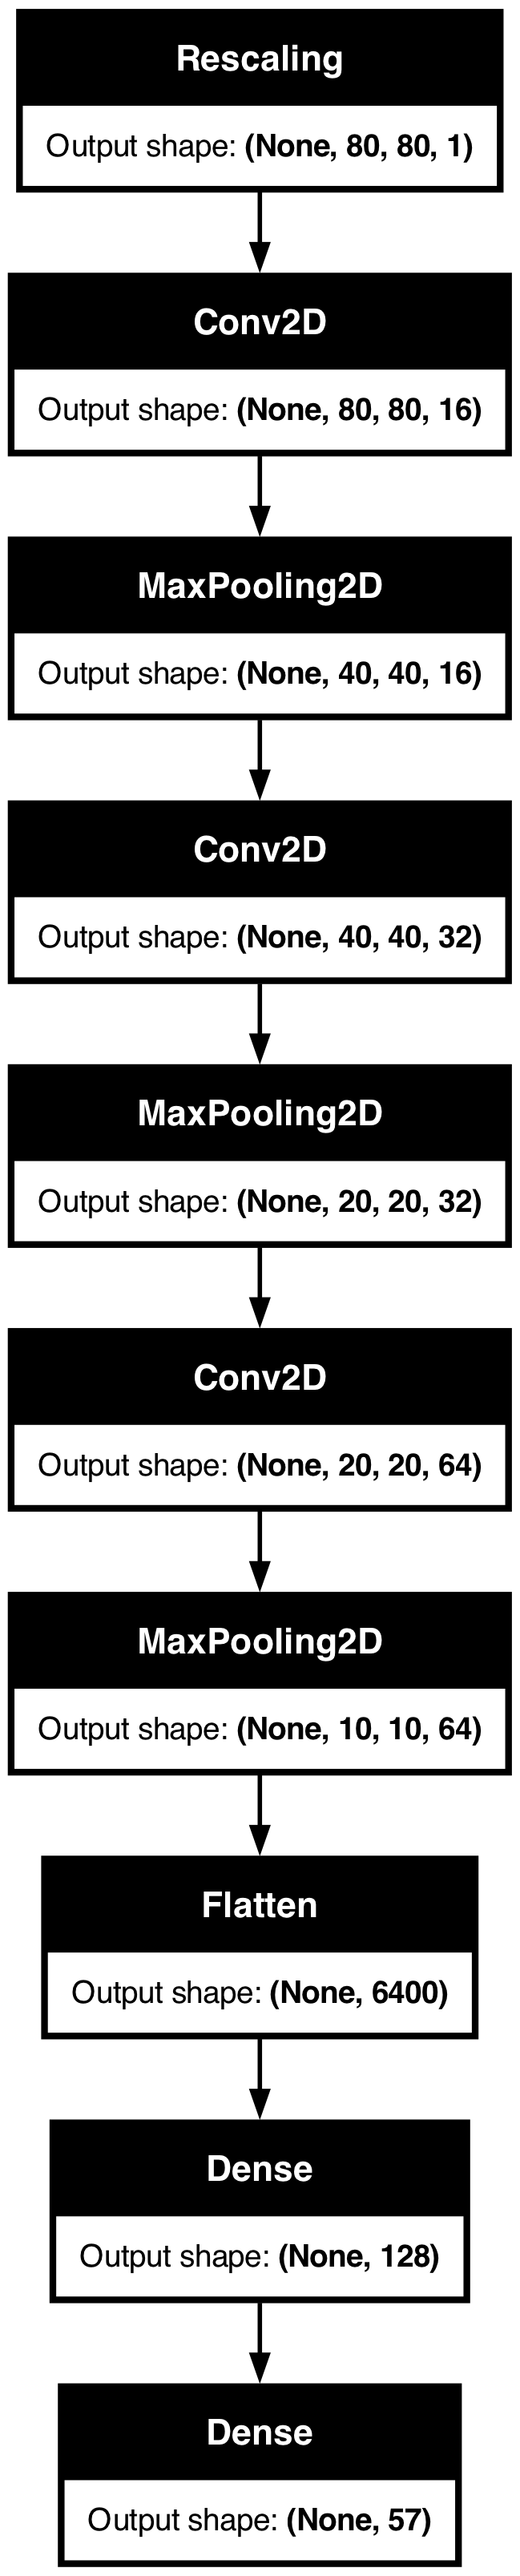 Rescaling
Output shape: (None, 80, 80, 1)
Conv2D
Output shape: (None, 80, 80, 16)
MaxPooling2D
Output shape: (None, 40, 40, 16)
Conv2D
Output shape: (None, 40, 40, 32)
MaxPooling2D
Output shape: (None, 20, 20, 32)
Conv2D
Output shape: (None, 20, 20, 64)
MaxPooling2D
Output shape: (None, 10, 10, 64)
Flatten
Output shape: (None, 6400)
Dense
Output shape: (None, 128)
Dense
Output shape: (None, 57)